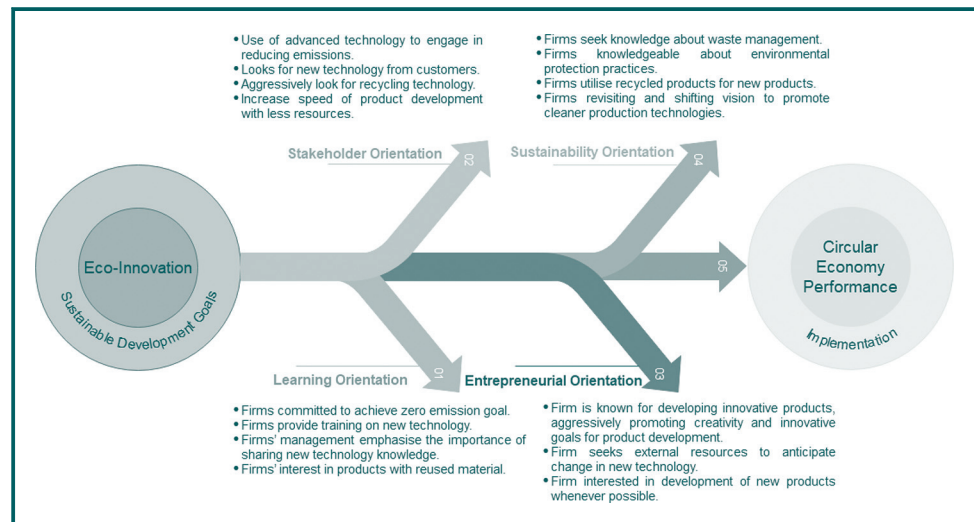 • Use of advanced technology to engage in
reducing emissions.
• Looks for new technology from customers.
• Aggressively look for recycling technology.
• Increase speed of product development
with less resources.
• Firms seek knowledge about waste management.
• Firms knowledgeable about environmental
protection practices.
• Firms utilise recycled products for new products.
• Firms revisiting and shifting vision to promote
cleaner production technologies.
Stakeholder Orientation
02
Sustainability Orientation
04
Eco-Innovation
Sustainable Development Goals
05
Circular
Economy
Performance
Implementation
Learning Orientation
01
Entrepreneurial Orientation
03
• Firms committed to achieve zero emission goal.
• Firms provide training on new technology.
• Firms' management emphasise the importance of
sharing new technology knowledge.
• Firms' interest in products with reused material.
• Firm is known for developing innovative products,
aggressively promoting creativity and innovative
goals for product development.
• Firm seeks external resources to anticipate
change in new technology.
• Firm interested in development of new products
whenever possible.